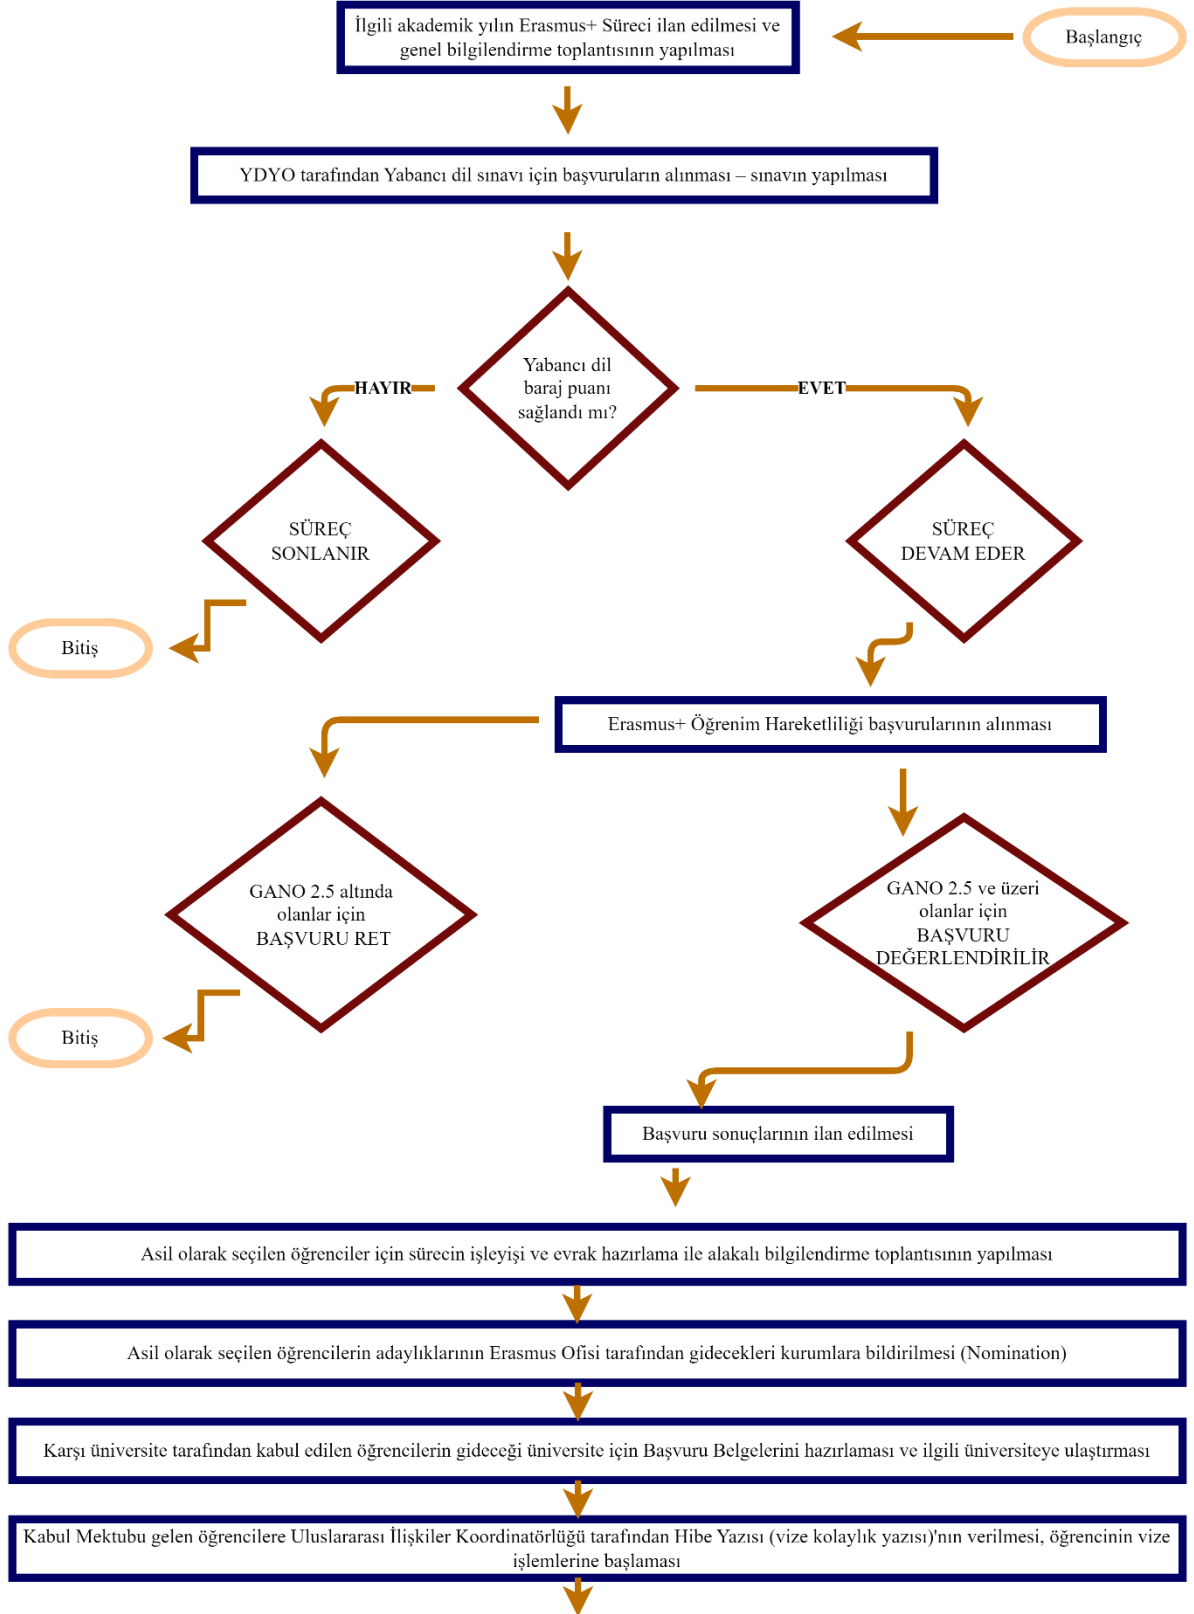 İlgili akademik yılın Erasmus+ Süreci ilan edilmesi ve
genel bilgilendirme toplantısının yapılması
Başlangıç
YDYO tarafından Yabancı dil sınavı için başvuruların alınması – sınavın yapılması
Yabancı dil
baraj puanı
sağlandı mı?
HAYIR
EVET
SÜREÇ
SONLANIR
SÜREÇ
DEVAM EDER
Bitiş
Erasmus+ Öğrenim Hareketliliği başvurularının alınması
GANO 2.5 altında
olanlar için
BAŞVURU RET
GANO 2.5 ve üzeri
olanlar için
BAŞVURU
DEĞERLENDİRİLİR
Bitiş
Başvuru sonuçlarının ilan edilmesi
Asil olarak seçilen öğrenciler için sürecin işleyişi ve evrak hazırlama ile alakalı bilgilendirme toplantısının yapılması
Asil olarak seçilen öğrencilerin adaylıklarının Erasmus Ofisi tarafından gidecekleri kurumlara bildirilmesi (Nomination)
Karşı üniversite tarafından kabul edilen öğrencilerin gideceği üniversite için Başvuru Belgelerini hazırlaması ve ilgili üniversiteye ulaştırması
Kabul Mektubu gelen öğrencilere Uluslararası İlişkiler Koordinatörlüğü tarafından Hibe Yazısı (vize kolaylık yazısı)'nın verilmesi, öğrencinin vize
işlemlerine başlaması